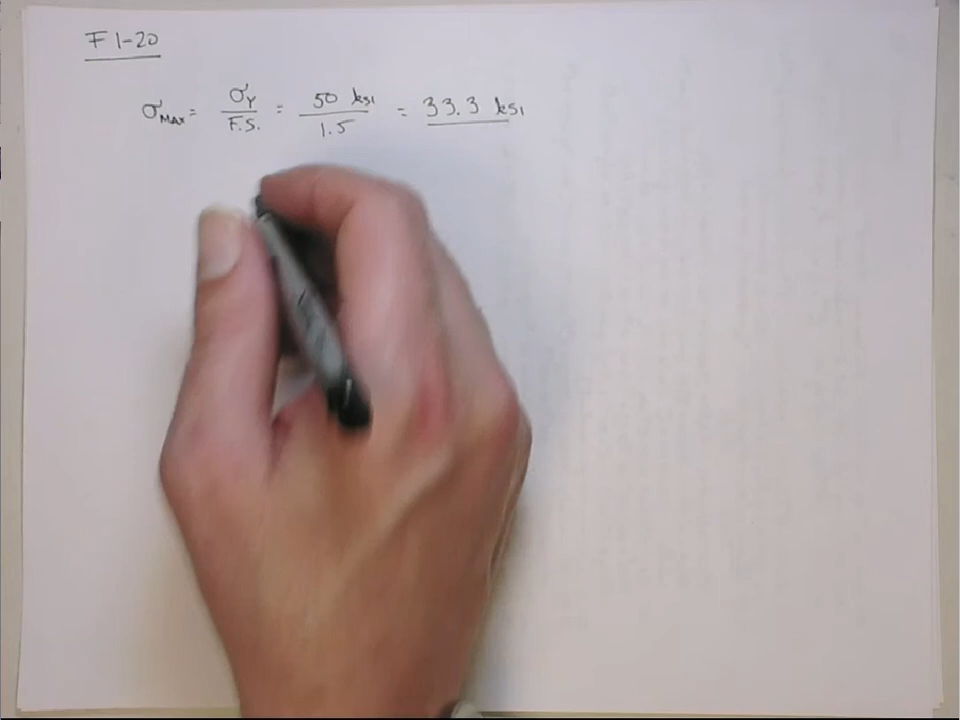 F1-20
σMAX = σY / F.S. = 50 ksi / 1.5 = 33.3 ksi